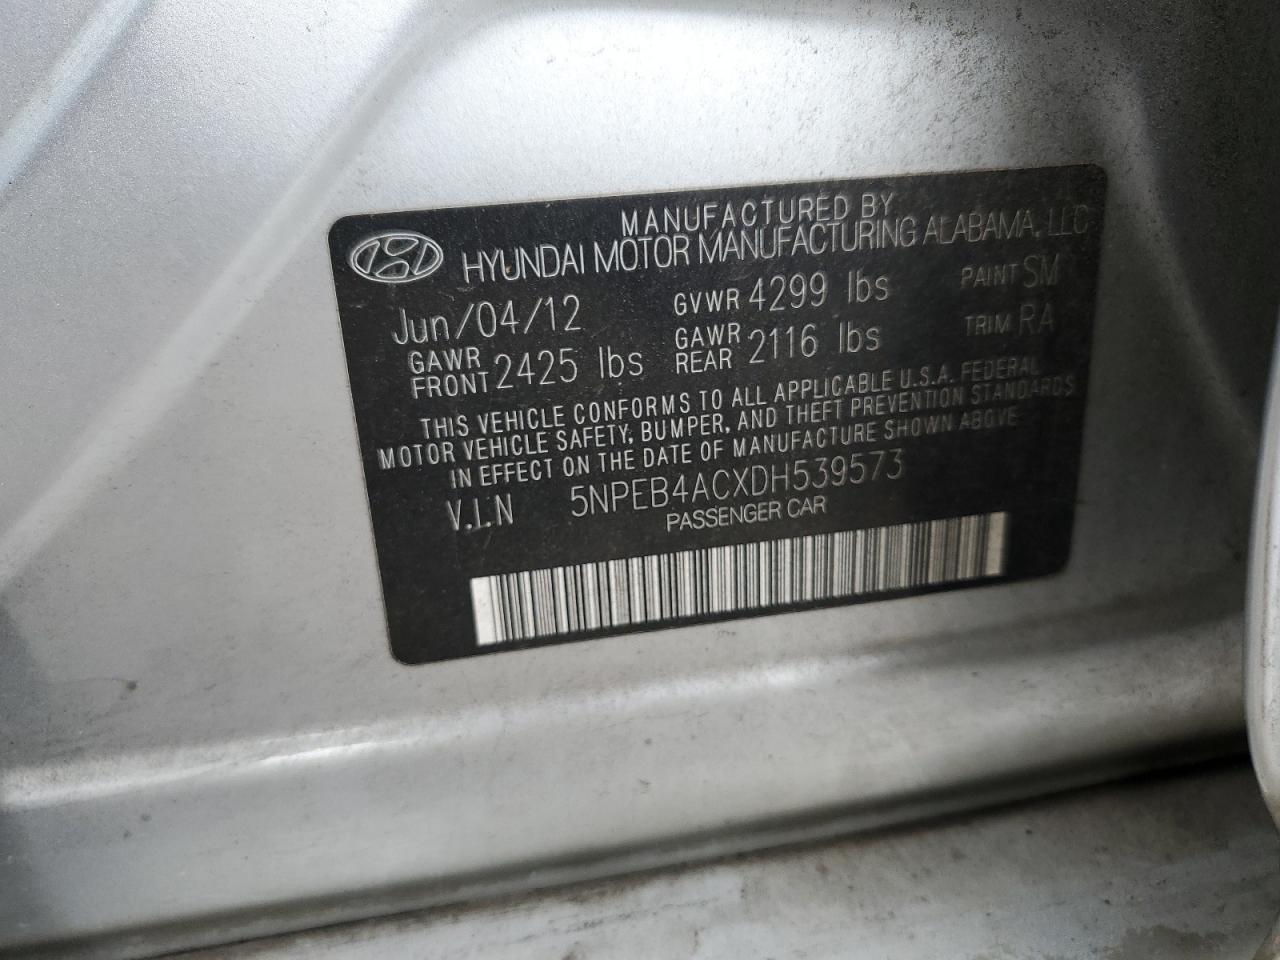 MANUFACTURED BY
HYUNDAI MOTOR MANUFACTURING ALABAMA, LLC
Jun/04/12 GVWR 4299 lbs PAINT SM
GAWR FRONT 2425 lbs GAWR REAR 2116 lbs TRIM RA
THIS VEHICLE CONFORMS TO ALL APPLICABLE U.S.A. FEDERAL
MOTOR VEHICLE SAFETY, BUMPER, AND THEFT PREVENTION STANDARDS
IN EFFECT ON THE DATE OF MANUFACTURE SHOWN ABOVE
V.I.N 5NPEB4ACXDH539573
PASSENGER CAR